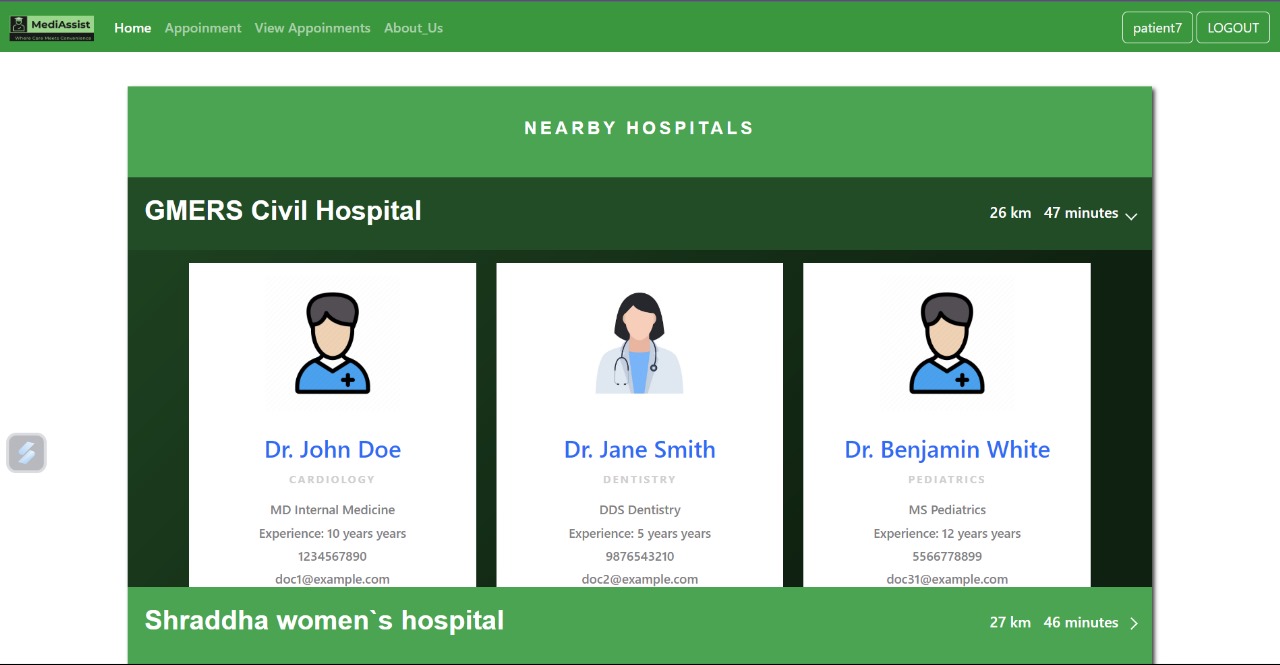 MediAssist
Where Care Meets Convenience
Home Appoinment View Appoinments About_Us
patient7 LOGOUT
NEARBY HOSPITALS
GMERS Civil Hospital
26 km 47 minutes
Dr. John Doe
CARDIOLOGY
MD Internal Medicine
Experience: 10 years years
1234567890
doc1@example.com
Dr. Jane Smith
DENTISTRY
DDS Dentistry
Experience: 5 years years
9876543210
doc2@example.com
Dr. Benjamin White
PEDIATRICS
MS Pediatrics
Experience: 12 years years
5566778899
doc31@example.com
Shraddha women`s hospital
27 km 46 minutes